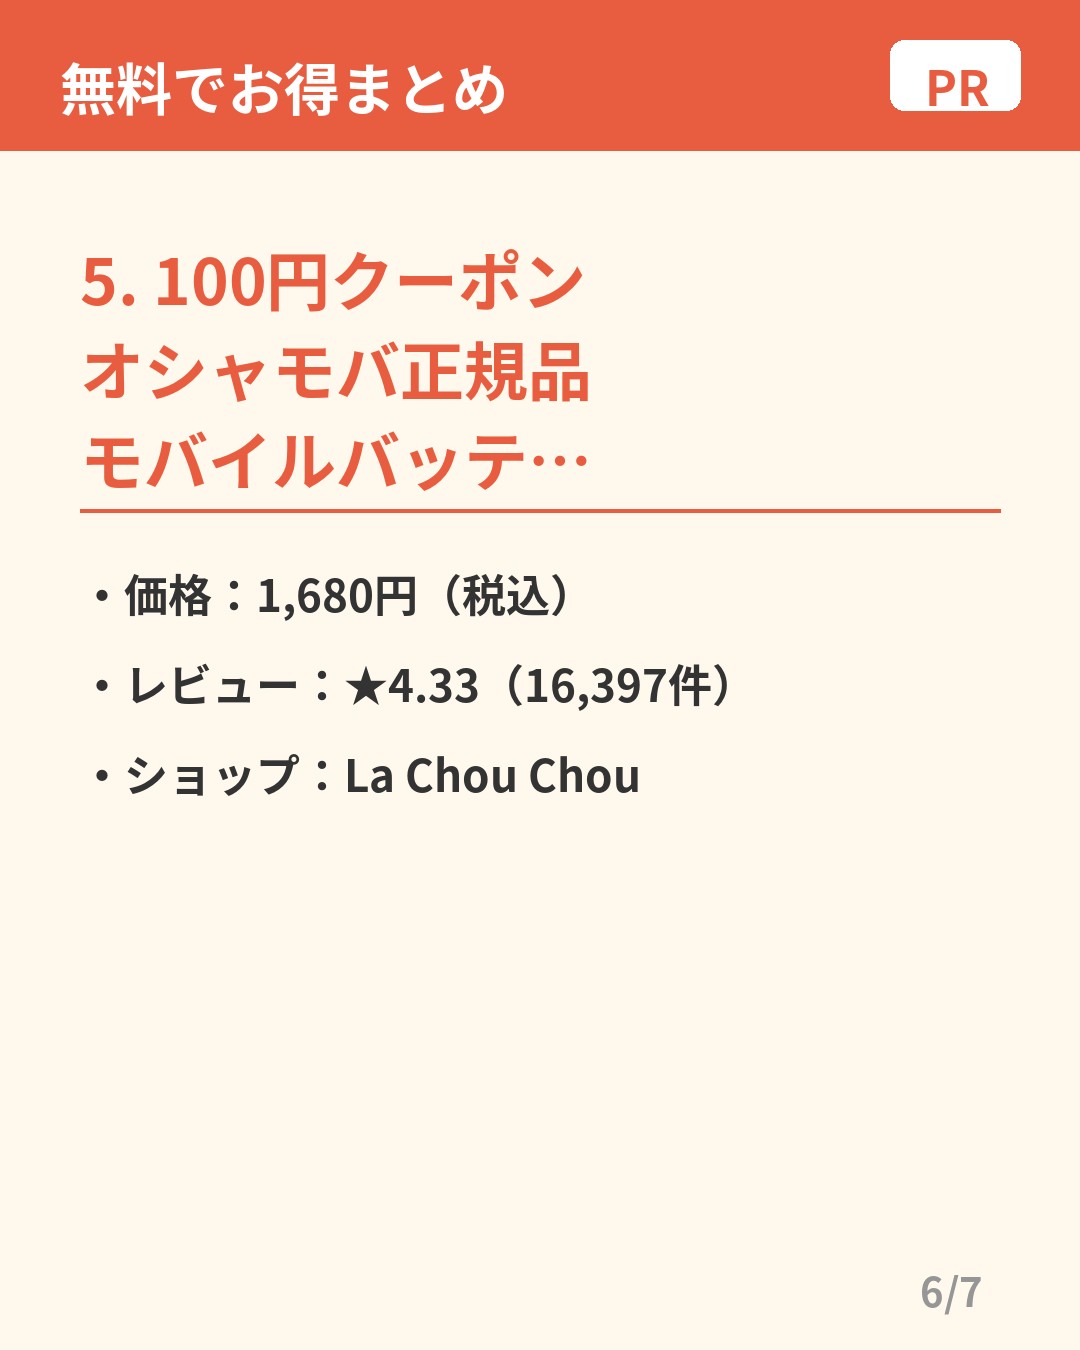 無料でお得まとめ
PR
5. 100円クーポン
オシャモバ正規品
モバイルバッテ…
・価格：1,680円（税込）
・レビュー：★4.33（16,397件）
・ショップ：La Chou Chou
6/7